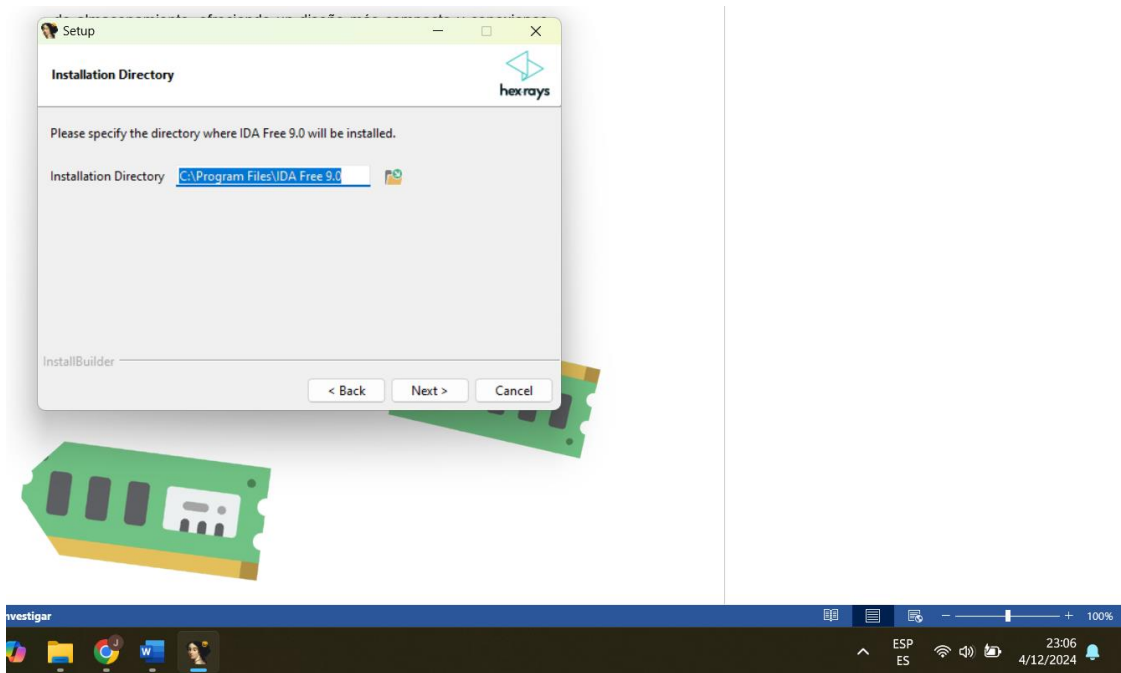 Setup
Installation Directory
hex rays
Please specify the directory where IDA Free 9.0 will be installed.
Installation Directory C:\Program Files\IDA Free 9.0
InstallBuilder
< Back Next > Cancel
nvestigar
100%
ESP
ES
23:06
4/12/2024